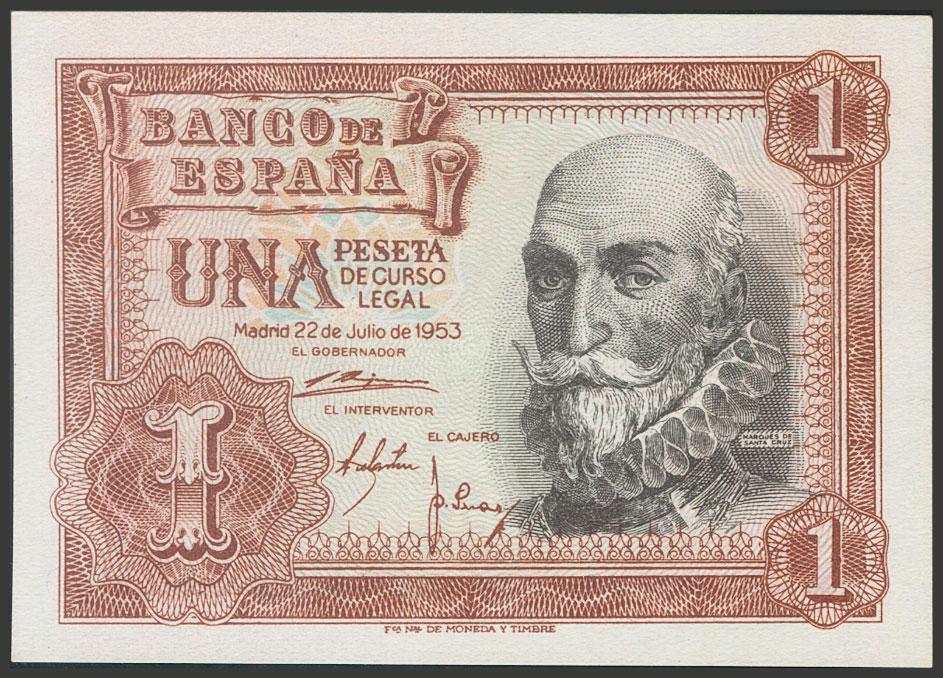 BANCO DE
ESPAÑA
1
UNA PESETA
DE CURSO
LEGAL
Madrid 22 de Julio de 1953
EL GOBERNADOR
EL INTERVENTOR
EL CAJERO
MARQUÉS DE
SANTA CRUZ
1
1
Fca Nal DE MONEDA Y TIMBRE